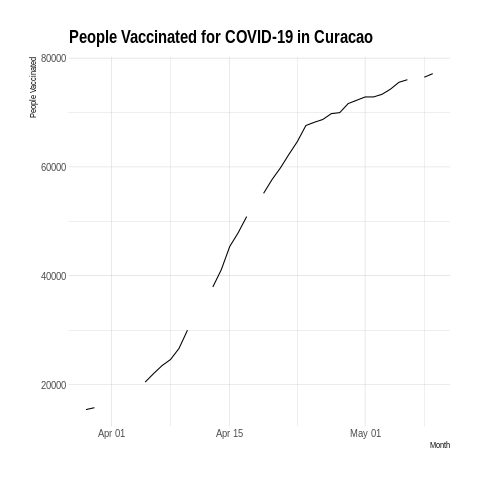 People Vaccinated for COVID-19 in Curacao
People Vaccinated
80000
60000
40000
20000
Apr 01
Apr 15
May 01
Month